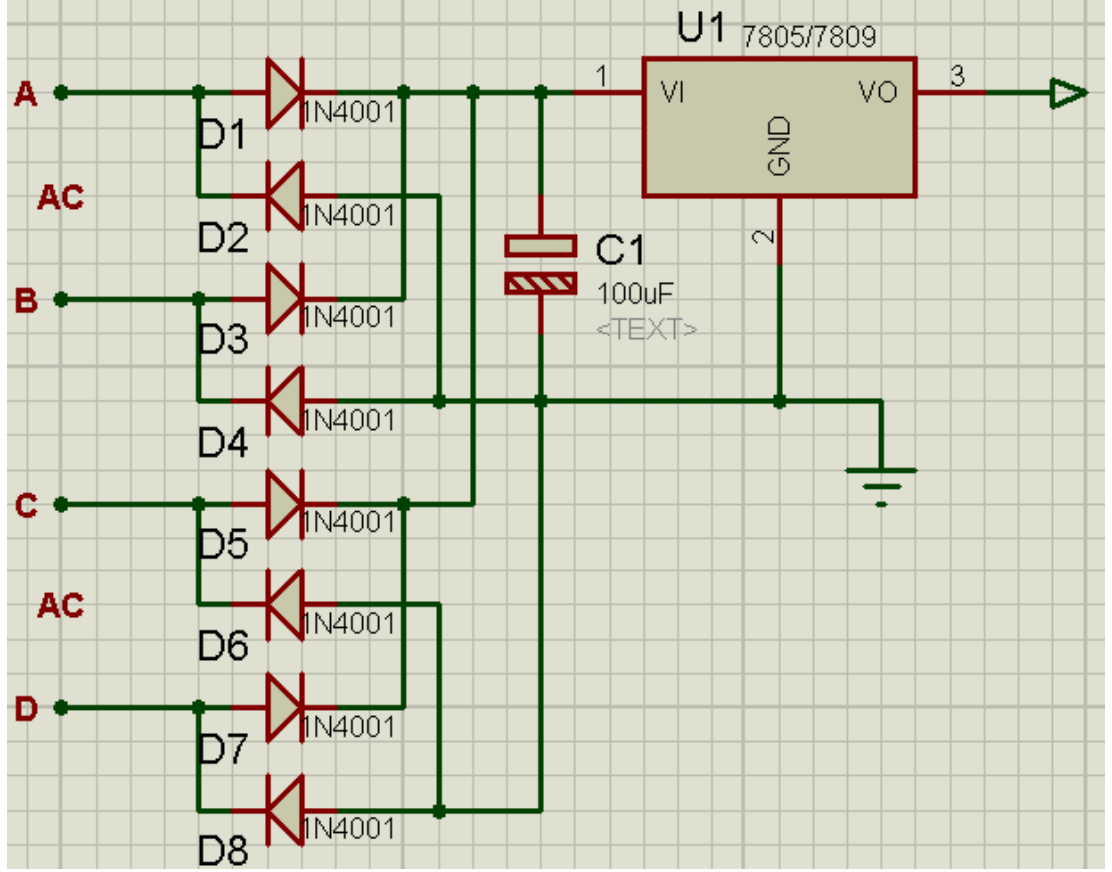 U1 7805/7809
A
1
VI
VO
3
1N4001
D1
GND
AC
1N4001
D2
2
C1
B
100uF
1N4001
<TEXT>
D3
1N4001
D4
C
1N4001
D5
AC
1N4001
D6
D
1N4001
D7
1N4001
D8